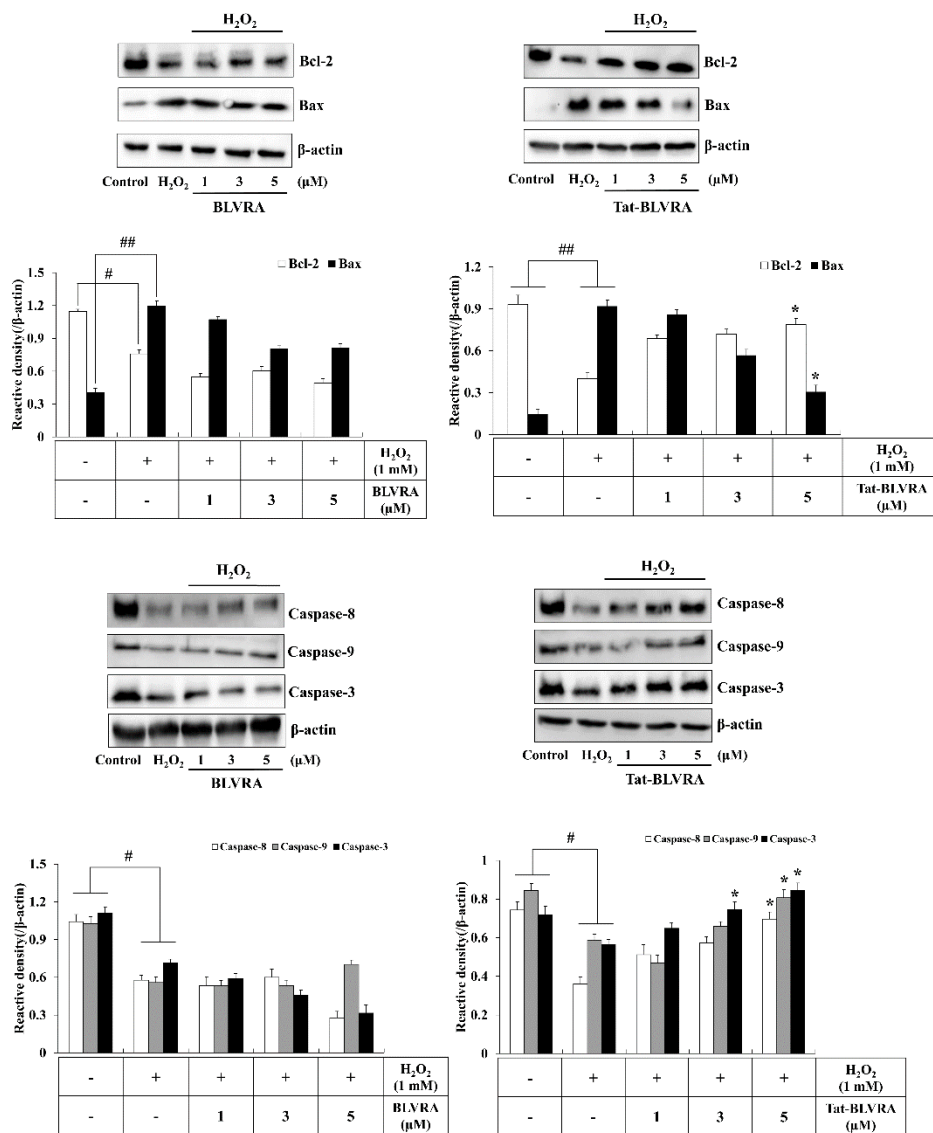 H₂O₂
Bcl-2
Bax
β-actin
Control H₂O₂ 1 3 5 (μM)
BLVRA
H₂O₂
Bcl-2
Bax
β-actin
Control H₂O₂ 1 3 5 (μM)
Tat-BLVRA
Reactive density(/β-actin)
Bcl-2 Bax
##
#
1.5
1.2
0.9
0.6
0.3
0
- + + + + H₂O₂
(1 mM)
- - 1 3 5 BLVRA
(μM)
Reactive density(/β-actin)
Bcl-2 Bax
##
*
*
1.2
0.9
0.6
0.3
0
- + + + + H₂O₂
(1 mM)
- - 1 3 5 Tat-BLVRA
(μM)
H₂O₂
Caspase-8
Caspase-9
Caspase-3
β-actin
Control H₂O₂ 1 3 5 (μM)
BLVRA
H₂O₂
Caspase-8
Caspase-9
Caspase-3
β-actin
Control H₂O₂ 1 3 5 (μM)
Tat-BLVRA
Reactive density(/β-actin)
Caspase-8 Caspase-9 Caspase-3
#
1.5
1.2
0.9
0.6
0.3
0
- + + + + H₂O₂
(1 mM)
- - 1 3 5 BLVRA
(μM)
Reactive density(/β-actin)
Caspase-8 Caspase-9 Caspase-3
#
* * * *
1
0.8
0.6
0.4
0.2
0
- + + + + H₂O₂
(1 mM)
- - 1 3 5 Tat-BLVRA
(μM)